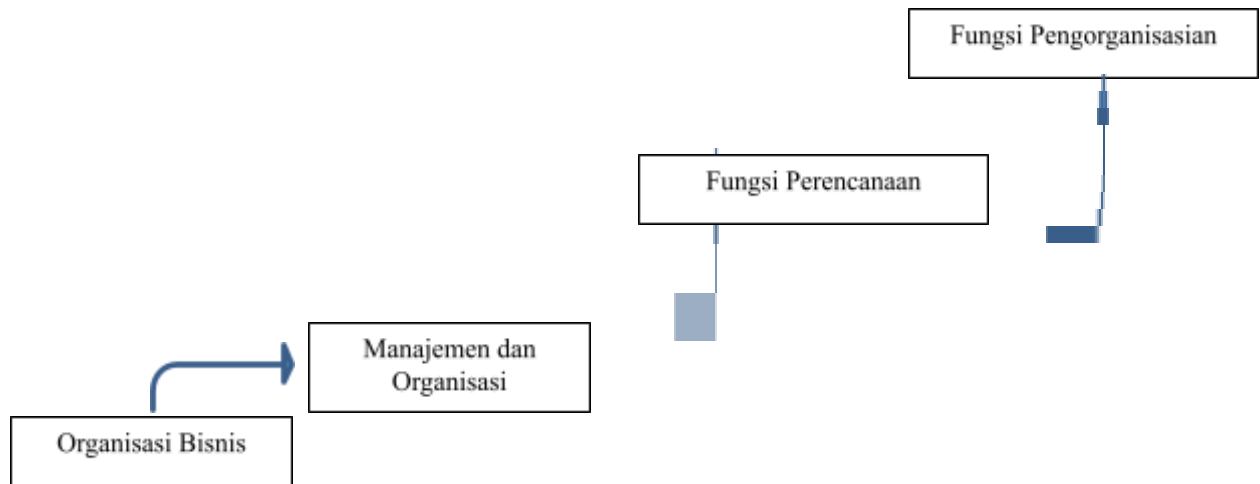 Fungsi Pengorganisasian
Fungsi Perencanaan
Manajemen dan
Organisasi
Organisasi Bisnis